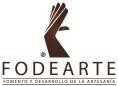 ®
FODEARTE
FOMENTO Y DESARROLLO DE LA ARTESANÍA